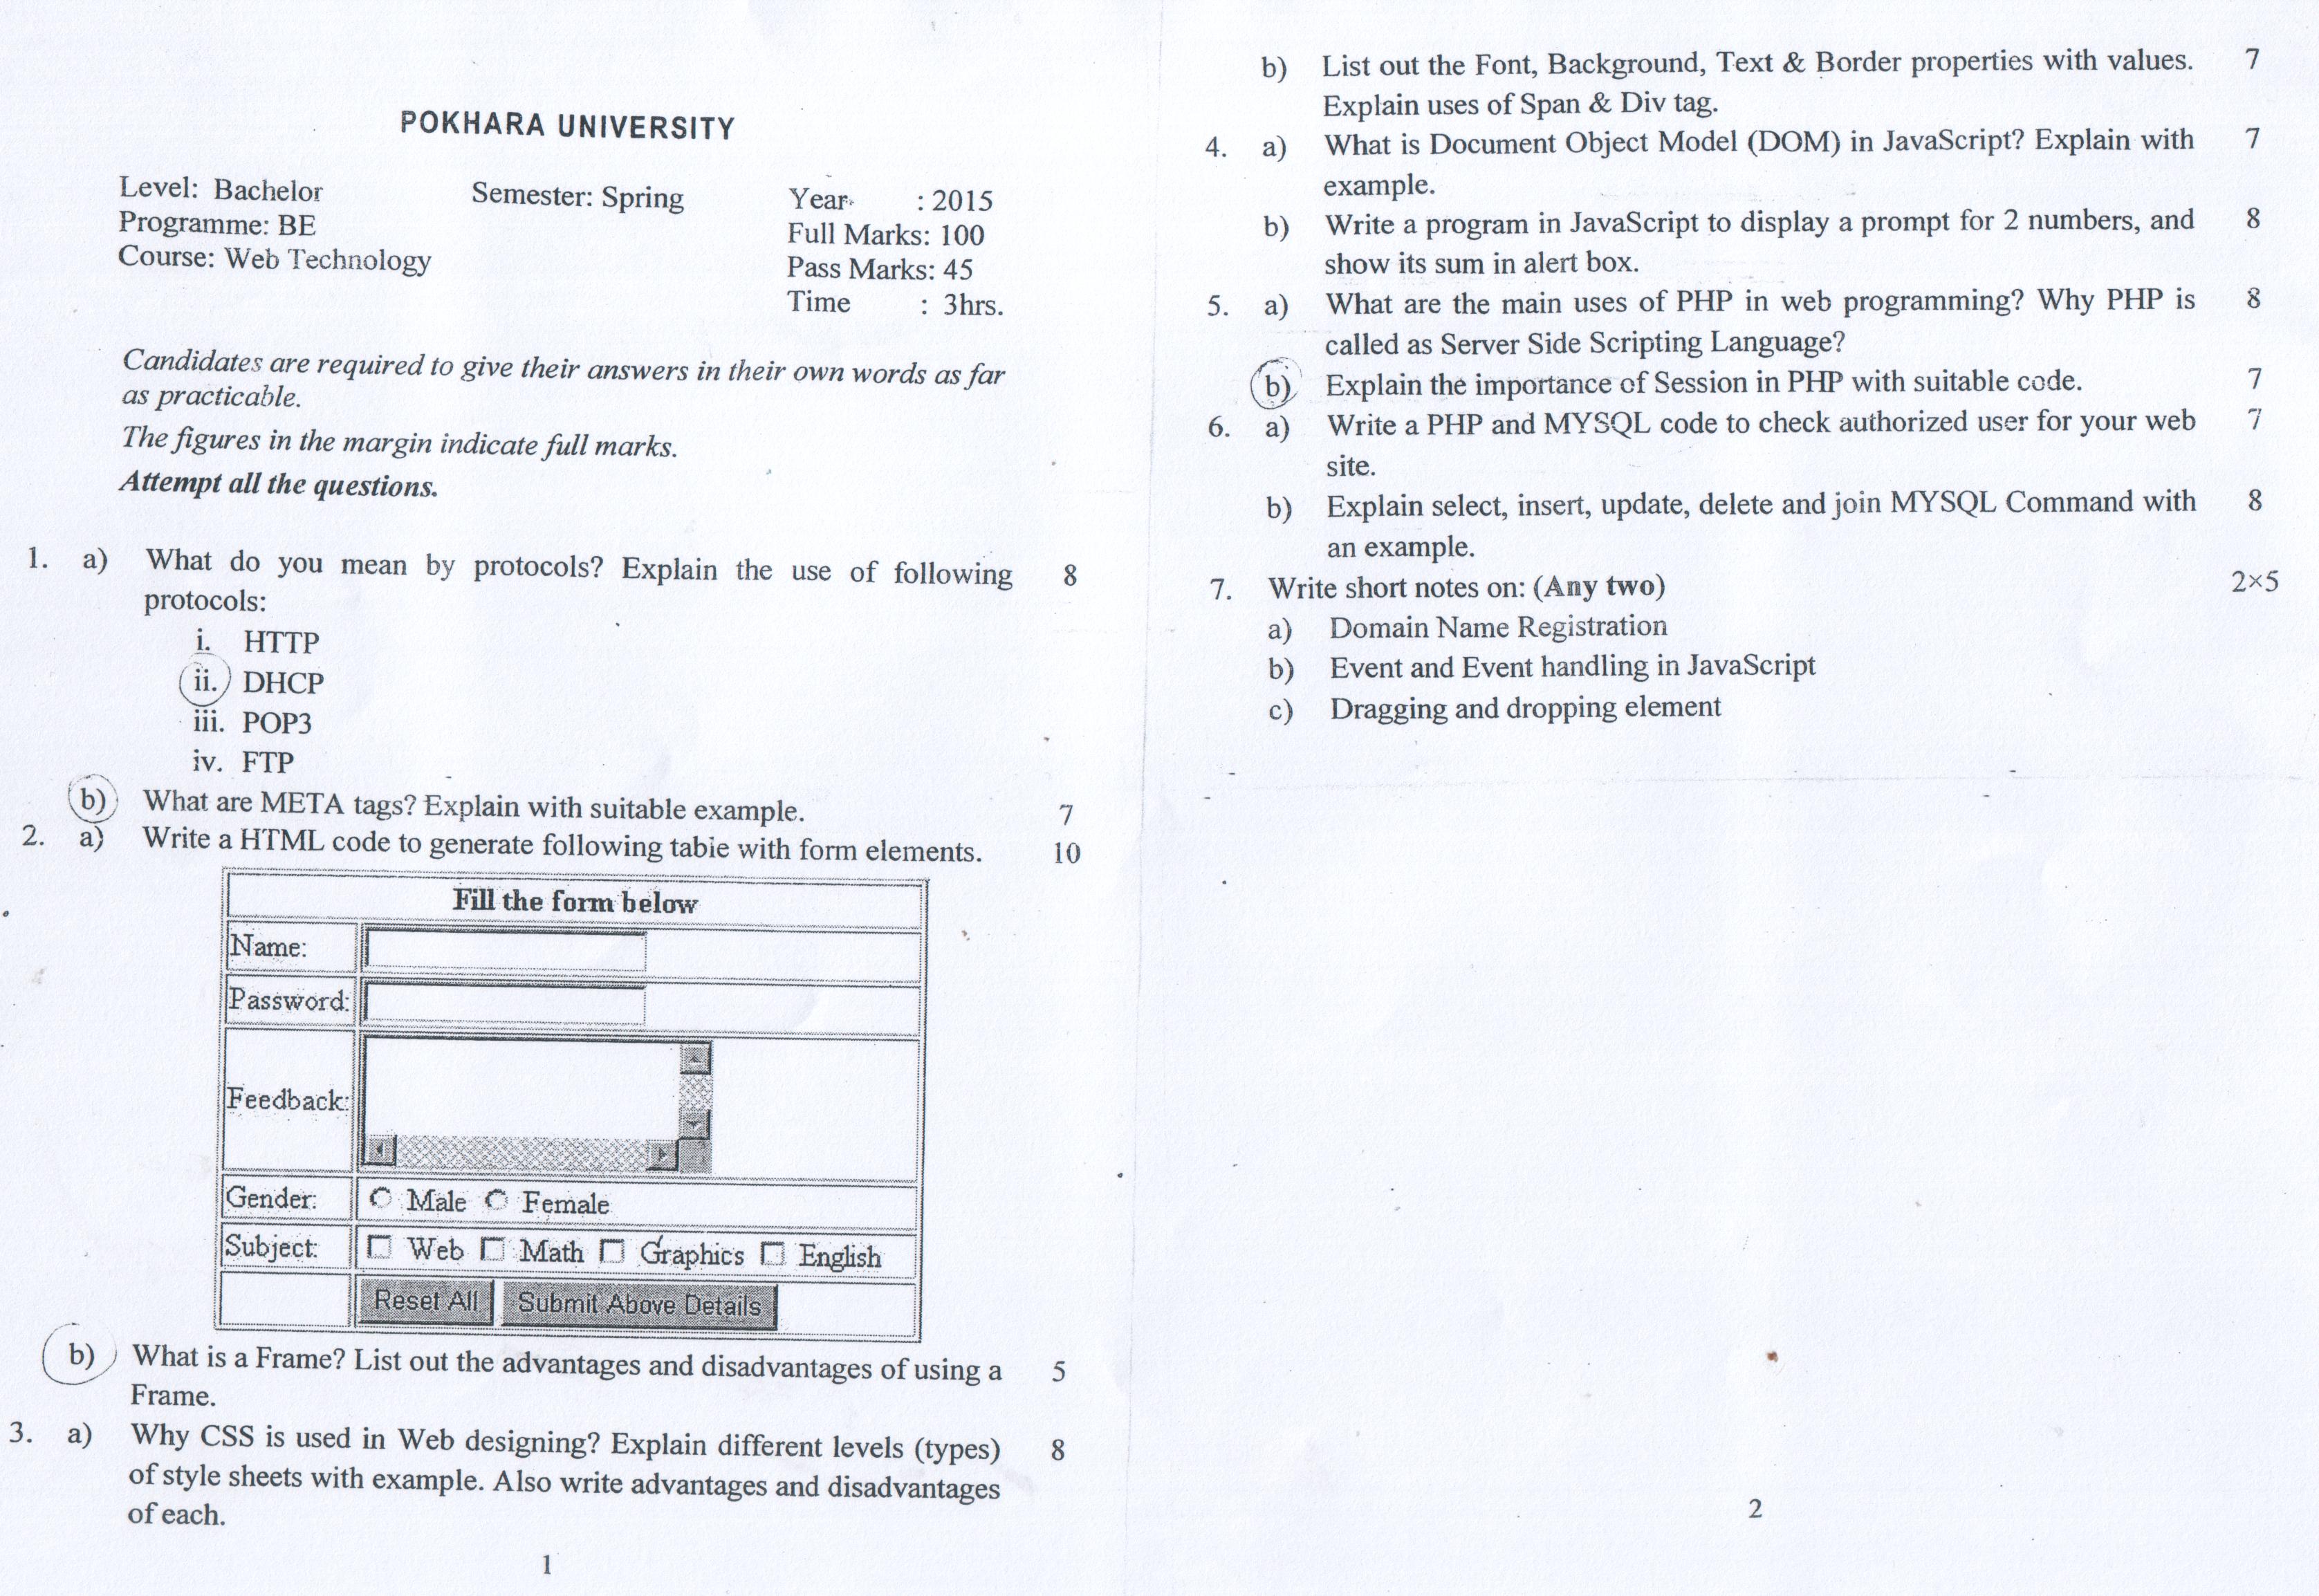 POKHARA UNIVERSITY
Level: Bachelor Semester: Spring Year : 2015
Programme: BE Full Marks: 100
Course: Web Technology Pass Marks: 45
Time : 3hrs.
Candidates are required to give their answers in their own words as far
as practicable.
The figures in the margin indicate full marks.
Attempt all the questions.
1. a) What do you mean by protocols? Explain the use of following 8
protocols:
i. HTTP
ii. DHCP
iii. POP3
iv. FTP
b) What are META tags? Explain with suitable example. 7
2. a) Write a HTML code to generate following table with form elements. 10
Fill the form below
Name:
Password:
Feedback:
Gender: Male Female
Subject: Web Math Graphics English
Reset All Submit Above Details
b) What is a Frame? List out the advantages and disadvantages of using a 5
Frame.
3. a) Why CSS is used in Web designing? Explain different levels (types) 8
of style sheets with example. Also write advantages and disadvantages
of each.
1
b) List out the Font, Background, Text & Border properties with values. 7
Explain uses of Span & Div tag.
4. a) What is Document Object Model (DOM) in JavaScript? Explain with 7
example.
b) Write a program in JavaScript to display a prompt for 2 numbers, and 8
show its sum in alert box.
5. a) What are the main uses of PHP in web programming? Why PHP is 8
called as Server Side Scripting Language?
b) Explain the importance of Session in PHP with suitable code. 7
6. a) Write a PHP and MYSQL code to check authorized user for your web 7
site.
b) Explain select, insert, update, delete and join MYSQL Command with 8
an example.
7. Write short notes on: (Any two) 2×5
a) Domain Name Registration
b) Event and Event handling in JavaScript
c) Dragging and dropping element
2